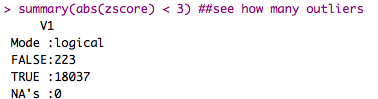 > summary(abs(zscore) < 3) ##see how many outliers
V1
Mode :logical
FALSE:223
TRUE :18037
NA's :0